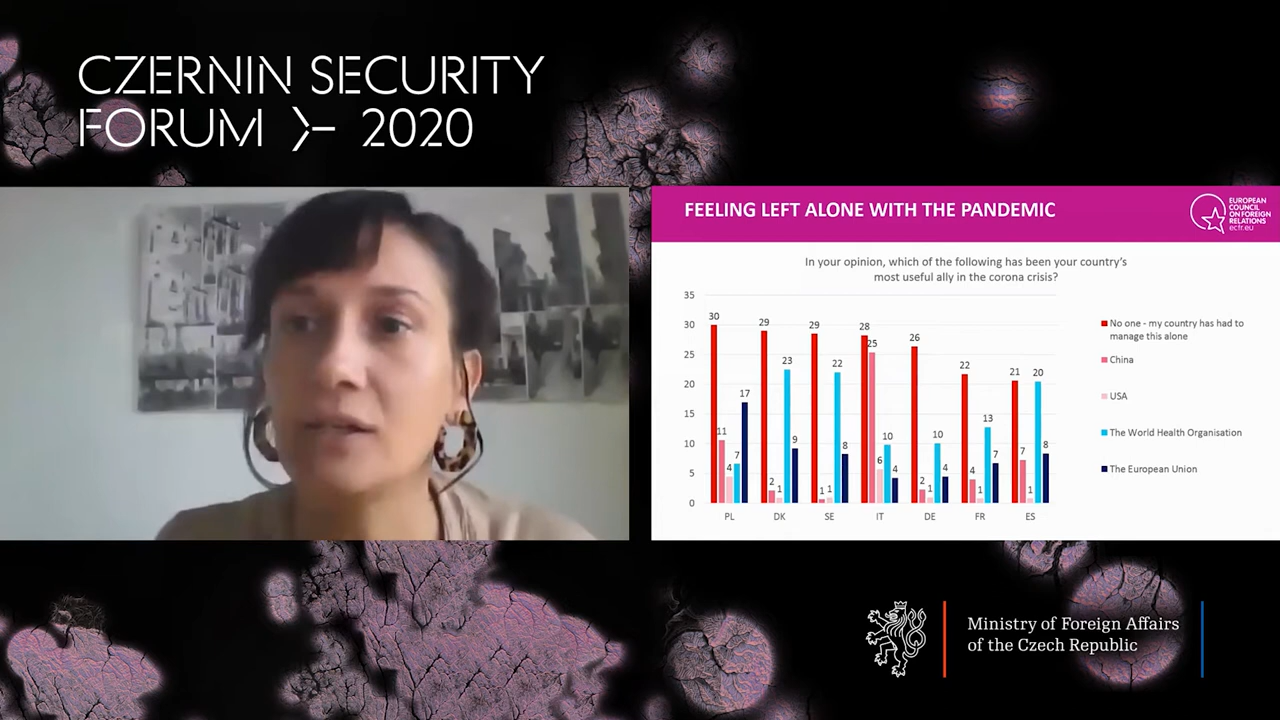 CZERNIN SECURITY
FORUM >– 2020
FEELING LEFT ALONE WITH THE PANDEMIC
EUROPEAN
COUNCIL
ON FOREIGN
RELATIONS
ecfr.eu
In your opinion, which of the following has been your country's
most useful ally in the corona crisis?
35
30
25
20
15
10
5
0
30 11 4 7 17
29 2 1 23 9
29 1 1 22 8
28 25 6 10 4
26 2 1 10 4
22 4 1 13 7
21 7 1 20 8
PL DK SE IT DE FR ES
No one - my country has had to
manage this alone
China
USA
The World Health Organisation
The European Union
Ministry of Foreign Affairs
of the Czech Republic